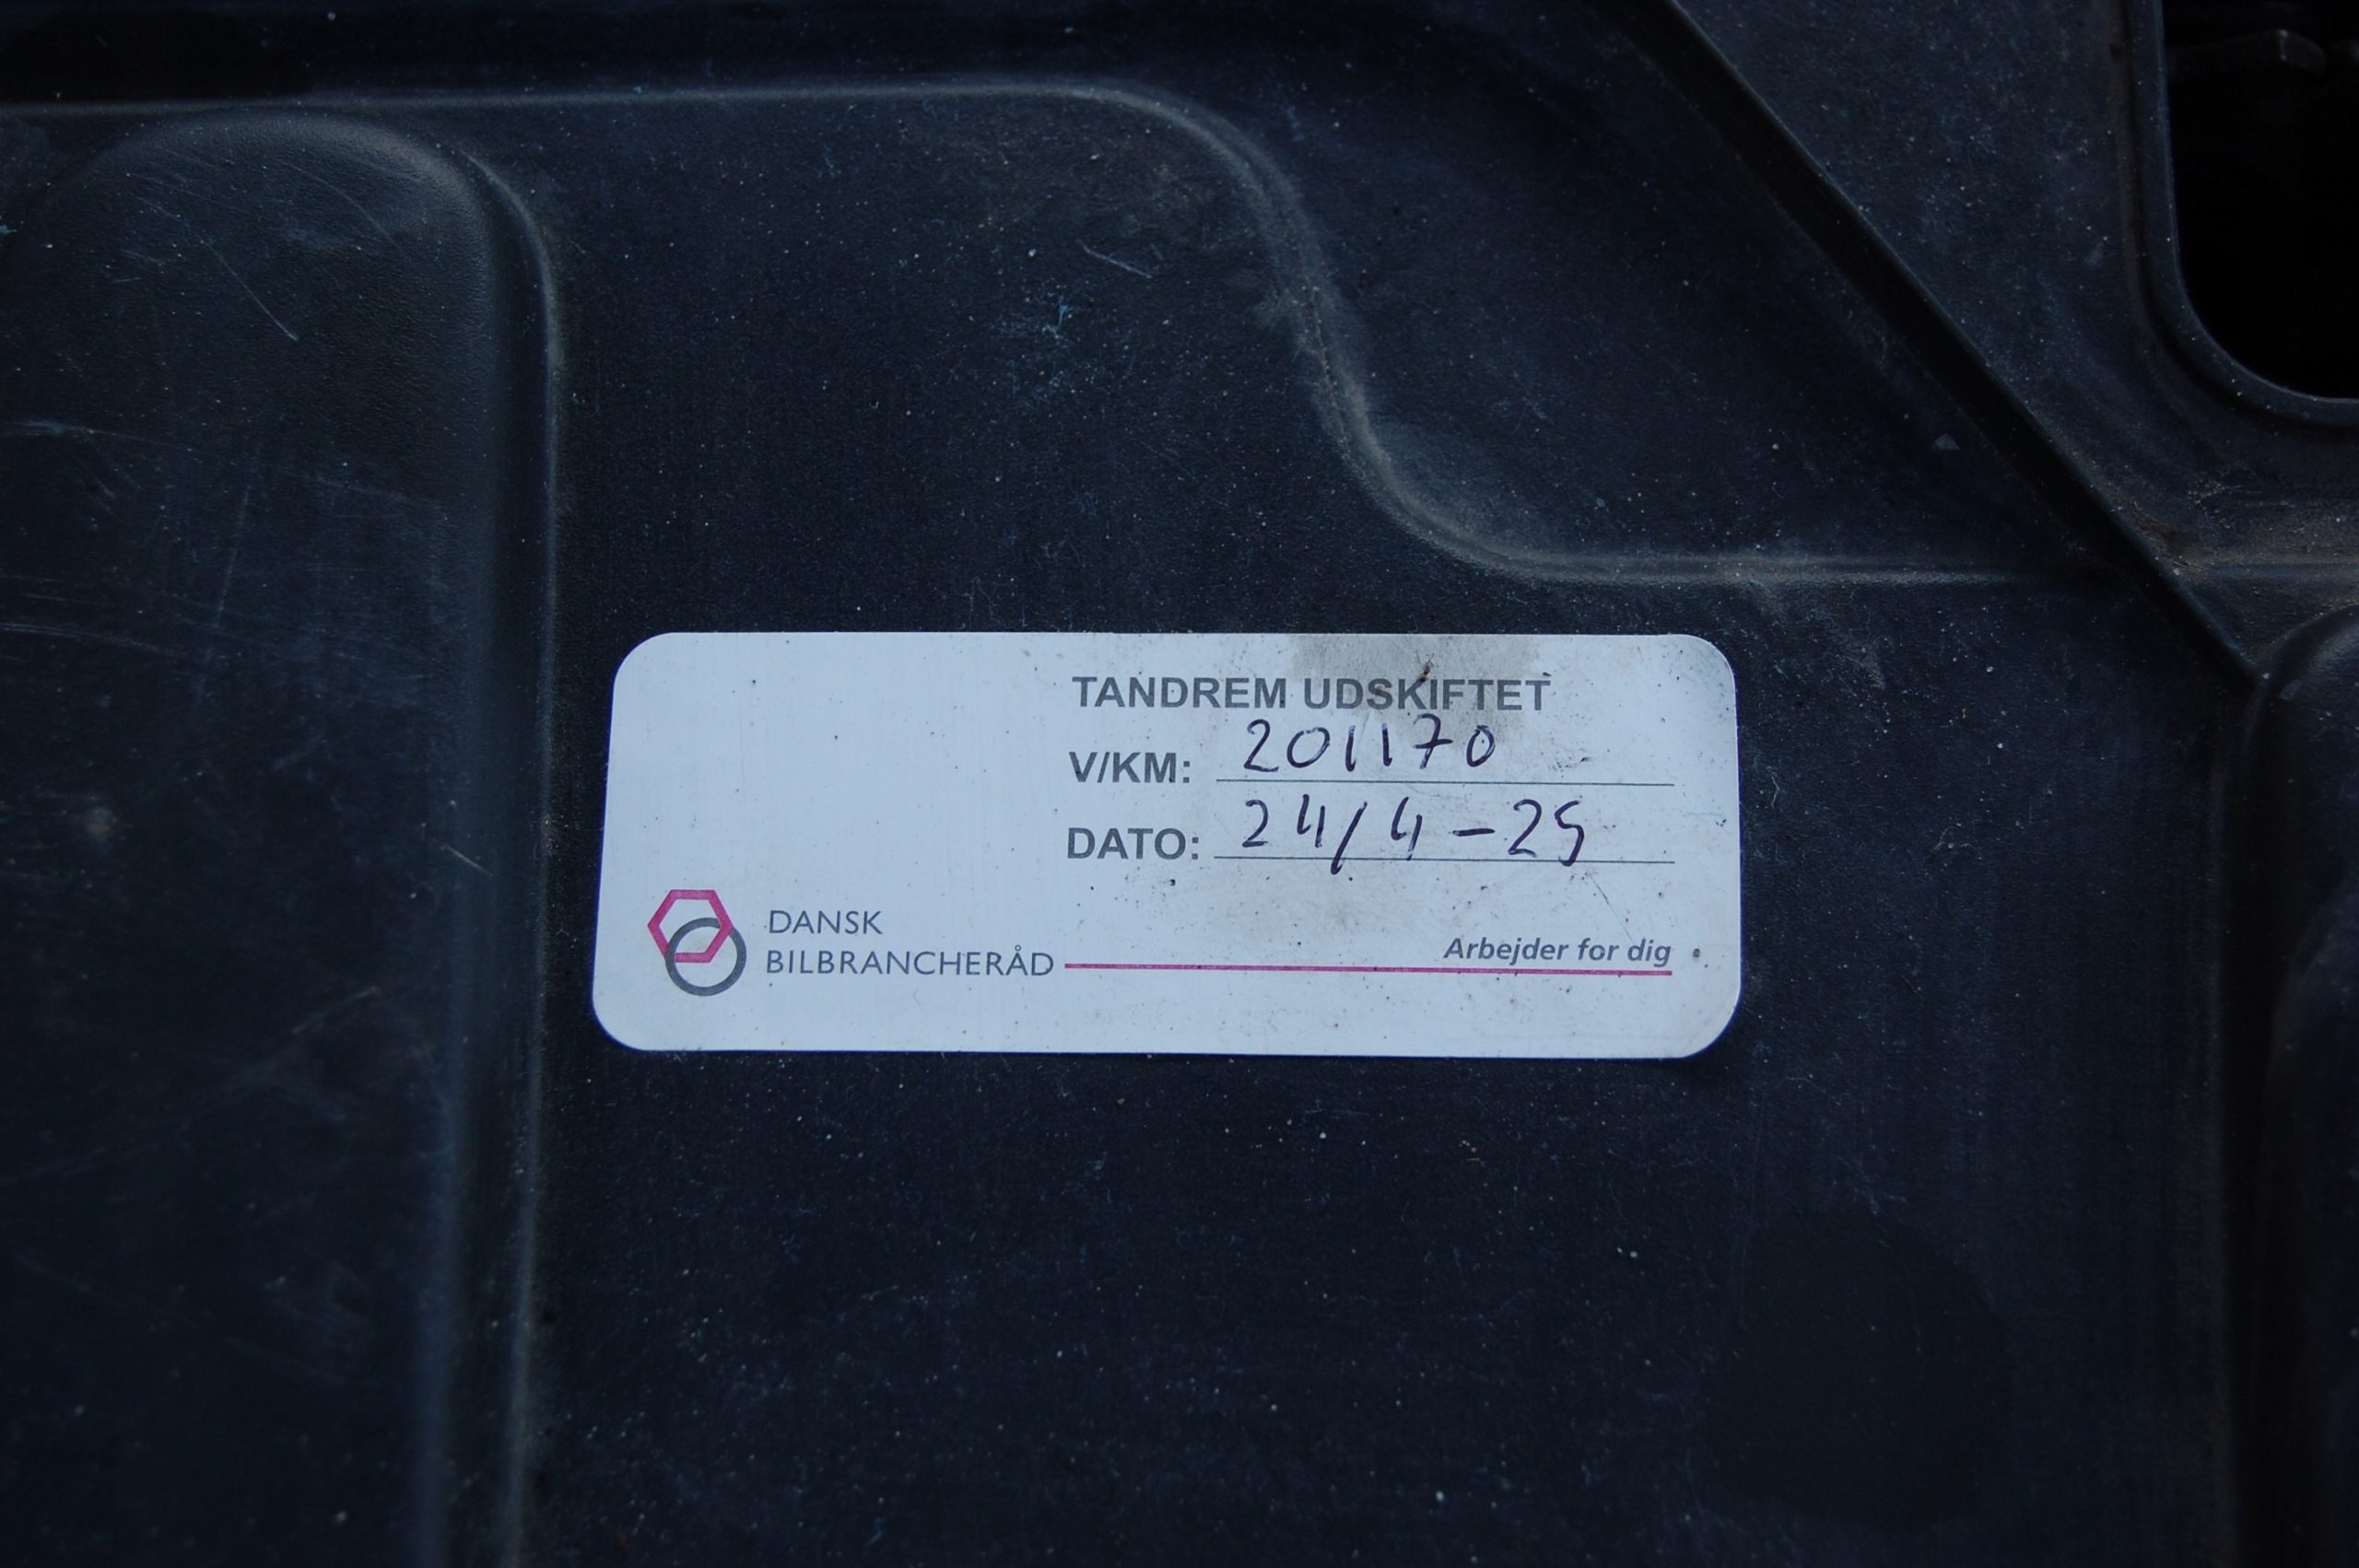 TANDREM UDSKIFTET
V/KM: 201170
DATO: 24/4-25
DANSK
BILBRANCHERÅD
Arbejder for dig